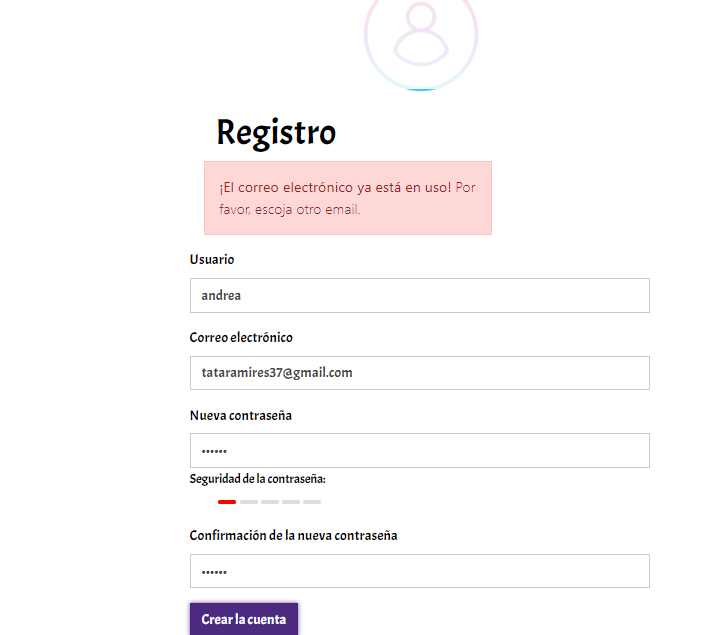 Registro
¡El correo electrónico ya está en uso! Por
favor, escoja otro email.
Usuario
andrea
Correo electrónico
tataramires37@gmail.com
Nueva contraseña
••••••
Seguridad de la contraseña:
Confirmación de la nueva contraseña
••••••
Crear la cuenta